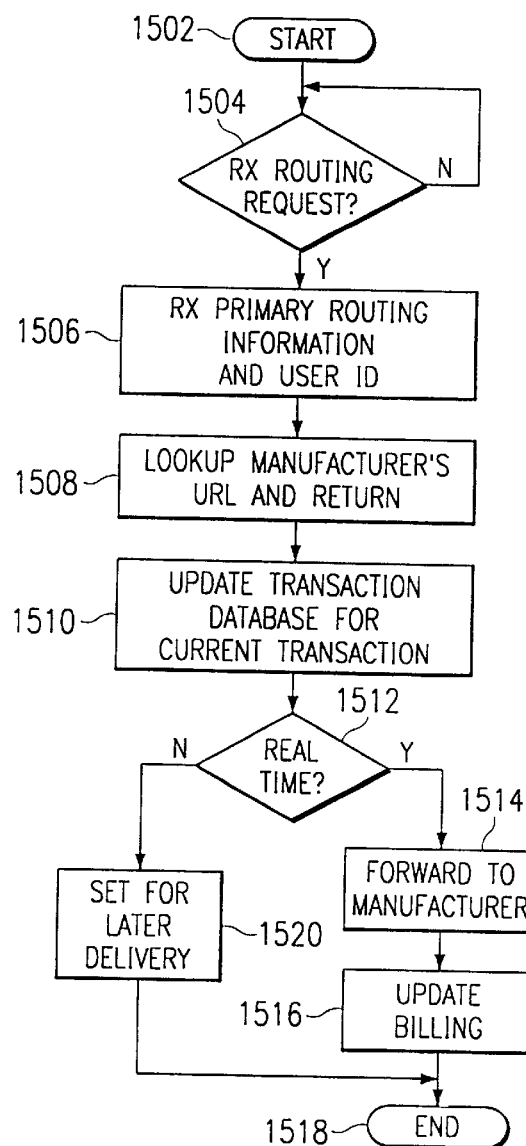 1502
START
1504
RX ROUTING
REQUEST?
N
Y
1506
RX PRIMARY ROUTING
INFORMATION
AND USER ID
1508
LOOKUP MANUFACTURER'S
URL AND RETURN
1510
UPDATE TRANSACTION
DATABASE FOR
CURRENT TRANSACTION
1512
N
REAL
TIME?
Y
1514
FORWARD TO
MANUFACTURER
SET FOR
LATER
DELIVERY
1520
1516
UPDATE
BILLING
1518
END